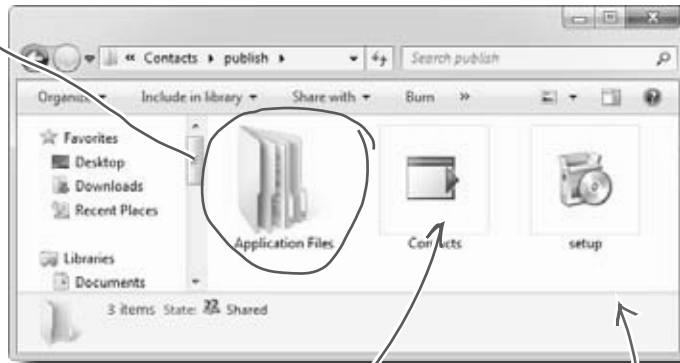 « Contacts ▸ publish ▸ Search publish
Organize ▾ Include in library ▾ Share with ▾ Burn »
Favorites
Desktop
Downloads
Recent Places
Libraries
Documents
Application Files Contacts setup
3 items State: Shared